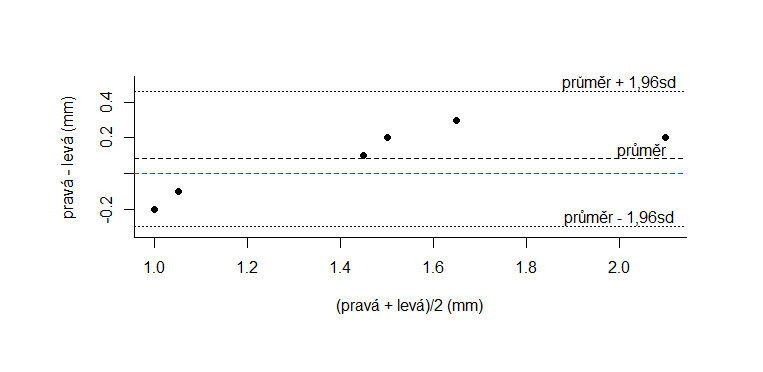 průměr + 1,96sd
průměr
průměr - 1,96sd
pravá - levá (mm)
0.4
0.2
-0.2
1.0 1.2 1.4 1.6 1.8 2.0
(pravá + levá)/2 (mm)